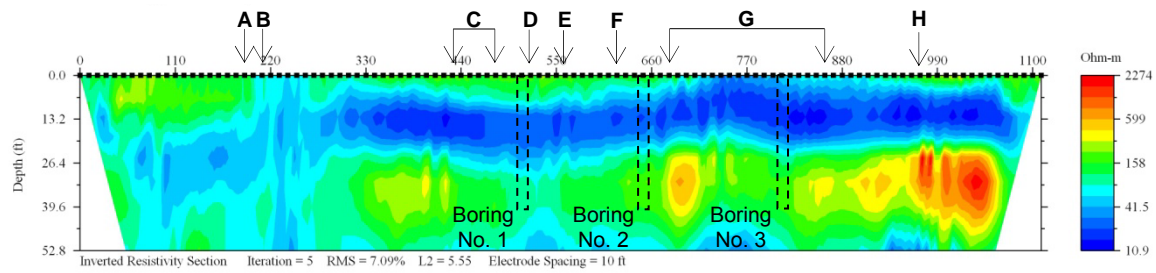 A B C D E F G H
0 110 220 330 440 550 660 770 880 990 1100
Ohm-m
0.0
13.2
26.4
39.6
52.8
Depth (ft)
2274
599
158
41.5
10.9
Boring
No. 1
Boring
No. 2
Boring
No. 3
Inverted Resistivity Section Iteration = 5 RMS = 7.09% L2 = 5.55 Electrode Spacing = 10 ft